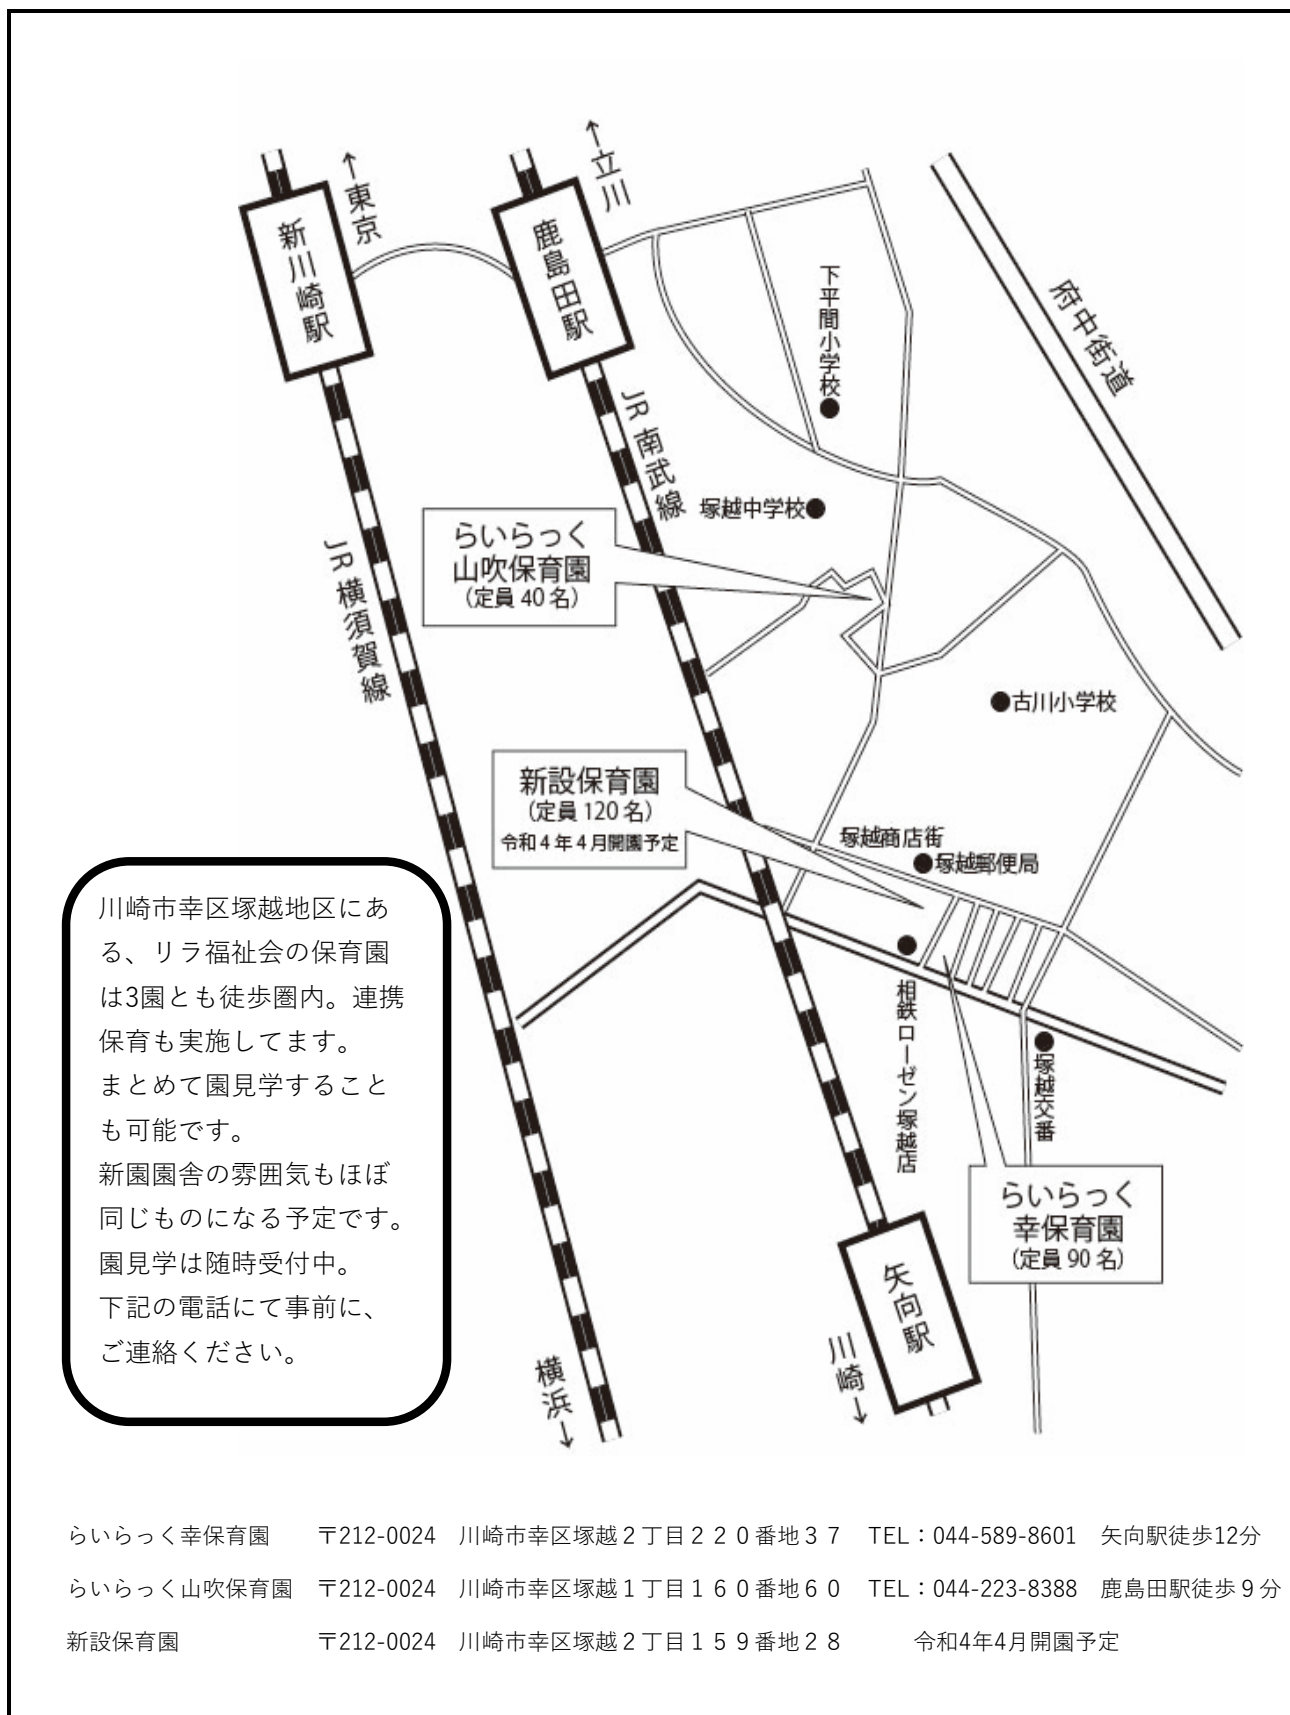 ↑東京
↑立川
新川崎駅
鹿島田駅
下平間小学校
府中街道
JR 南武線
塚越中学校
らいらっく
山吹保育園
(定員 40 名)
JR 横須賀線
古川小学校
新設保育園
(定員 120 名)
令和４年４月開園予定
塚越商店街
塚越郵便局
川崎市幸区塚越地区にあ
る、リラ福祉会の保育園
は3園とも徒歩圏内。連携
保育も実施してます。
まとめて園見学すること
も可能です。
新園園舎の雰囲気もほぼ
同じものになる予定です。
園見学は随時受付中。
下記の電話にて事前に、
ご連絡ください。
相鉄ローゼン塚越店
塚越交番
らいらっく
幸保育園
(定員 90 名)
矢向駅
川崎↓
横浜↓
らいらっく幸保育園　〒212-0024　川崎市幸区塚越２丁目２２０番地３７　TEL：044-589-8601　矢向駅徒歩12分
らいらっく山吹保育園　〒212-0024　川崎市幸区塚越１丁目１６０番地６０　TEL：044-223-8388　鹿島田駅徒歩９分
新設保育園　〒212-0024　川崎市幸区塚越２丁目１５９番地２８　令和4年4月開園予定